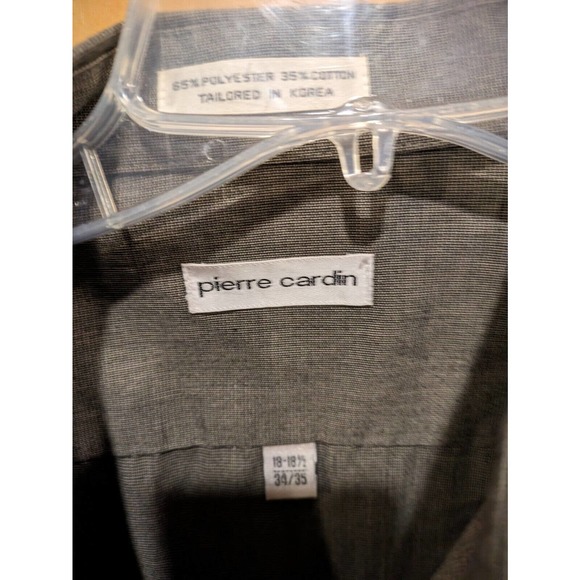 65% POLYESTER 35% COTTON
TAILORED IN KOREA
pierre cardin
18-18½
34/35